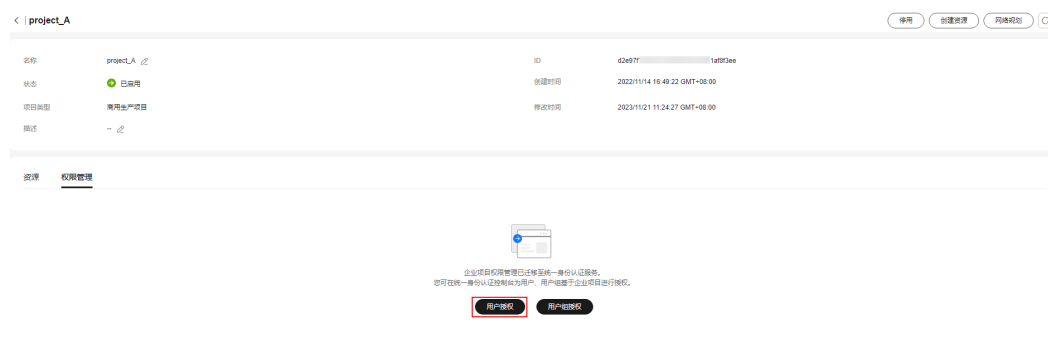 project_A
停用
创建资源
网络规划
名称
project_A
ID
d2e97f
1af8f3ee
状态
已启用
创建时间
2022/11/14 16:49:22 GMT+08:00
项目类型
商用生产项目
修改时间
2023/11/21 11:24:27 GMT+08:00
描述
--
资源
权限管理
企业项目权限管理已迁移至统一身份认证服务。
您可在统一身份认证控制台为用户、用户组基于企业项目进行授权。
用户授权
用户组授权